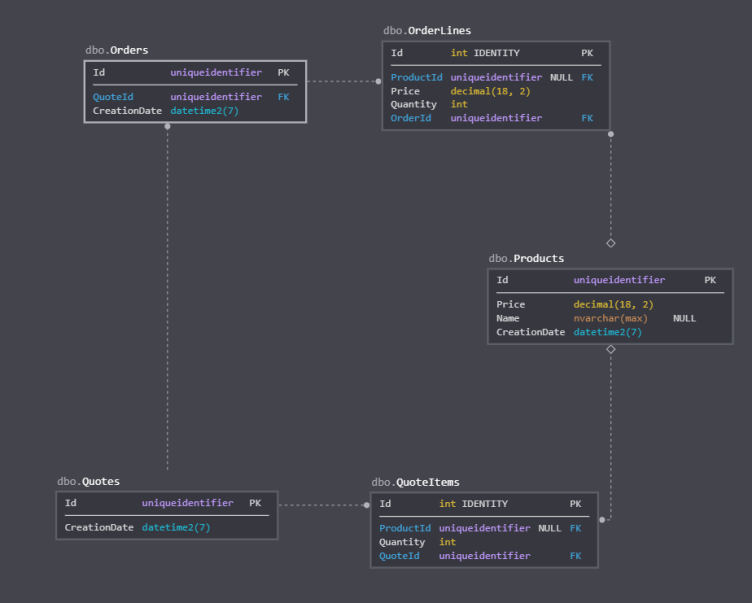 dbo.Orders
Id uniqueidentifier PK
QuoteId uniqueidentifier FK
CreationDate datetime2(7)
dbo.OrderLines
Id int IDENTITY PK
ProductId uniqueidentifier NULL FK
Price decimal(18, 2)
Quantity int
OrderId uniqueidentifier FK
dbo.Products
Id uniqueidentifier PK
Price decimal(18, 2)
Name nvarchar(max) NULL
CreationDate datetime2(7)
dbo.Quotes
Id uniqueidentifier PK
CreationDate datetime2(7)
dbo.QuoteItems
Id int IDENTITY PK
ProductId uniqueidentifier NULL FK
Quantity int
QuoteId uniqueidentifier FK